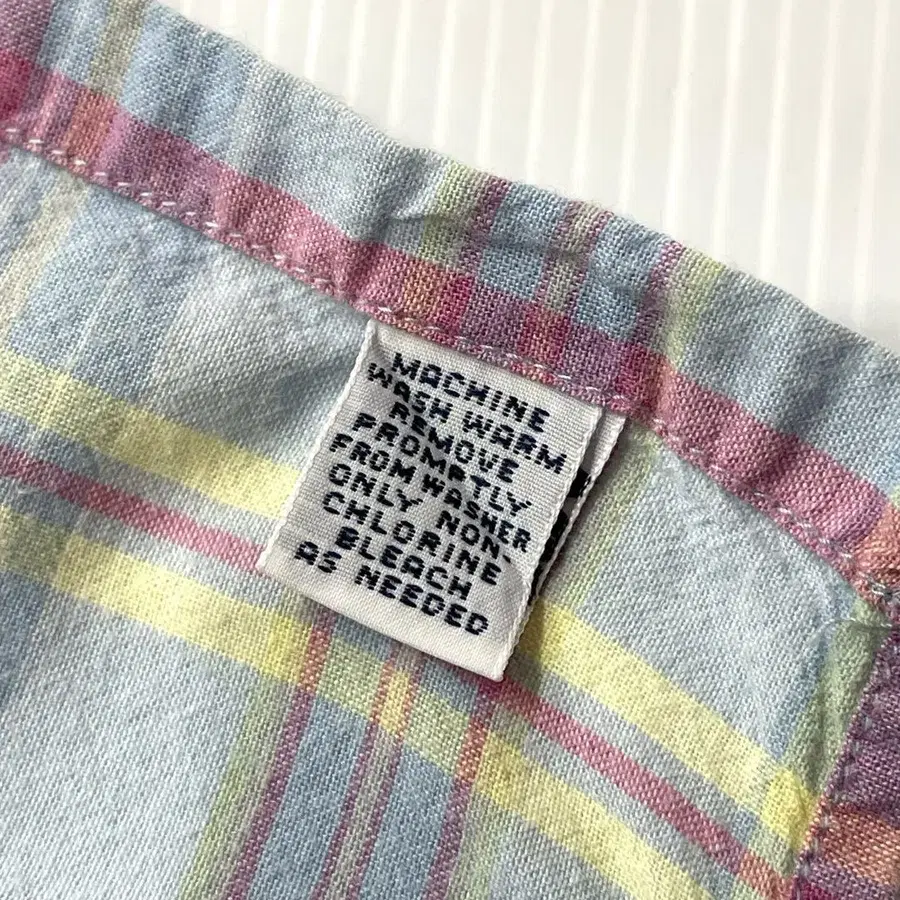 MACHINE
WASH WARM
REMOVE
PROMPTLY
FROM WASHER
ONLY NON
CHLORINE
BLEACH
AS NEEDED